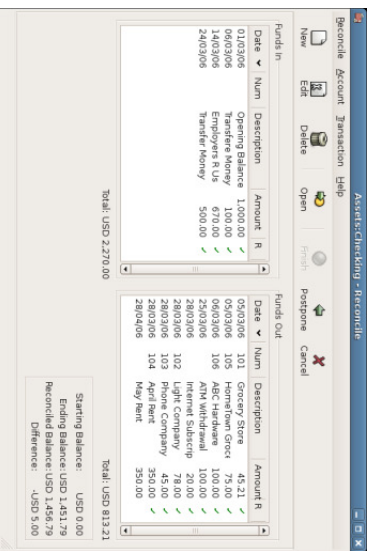 Assets:Checking - Reconcile
Reconcile Account Transaction Help
New Edit Delete Open Finish Postpone Cancel
Funds In
Date Num Description Amount R
01/03/06 Opening Balance 1,000.00 ✓
06/03/06 Transfere Money 100.00 ✓
14/03/06 Employers R Us 670.00 ✓
24/03/06 Transfer Money 500.00 ✓
Total: USD 2,270.00
Funds Out
Date Num Description Amount R
05/03/06 101 Grocery Store 45.21 ✓
05/03/06 105 HomeTown Groce 75.00 ✓
06/03/06 106 ABC Hardware 100.00 ✓
25/03/06 ATM Withdrawal 100.00 ✓
28/03/06 Internet Subscrip 20.00 ✓
28/03/06 102 Light Company 78.00 ✓
28/03/06 103 Phone Company 45.00 ✓
28/03/06 104 April Rent 350.00 ✓
28/04/06 May Rent 350.00
Total: USD 813.21
Starting Balance: USD 0.00
Ending Balance: USD 1,451.79
Reconciled Balance: USD 1,456.79
Difference: -USD 5.00